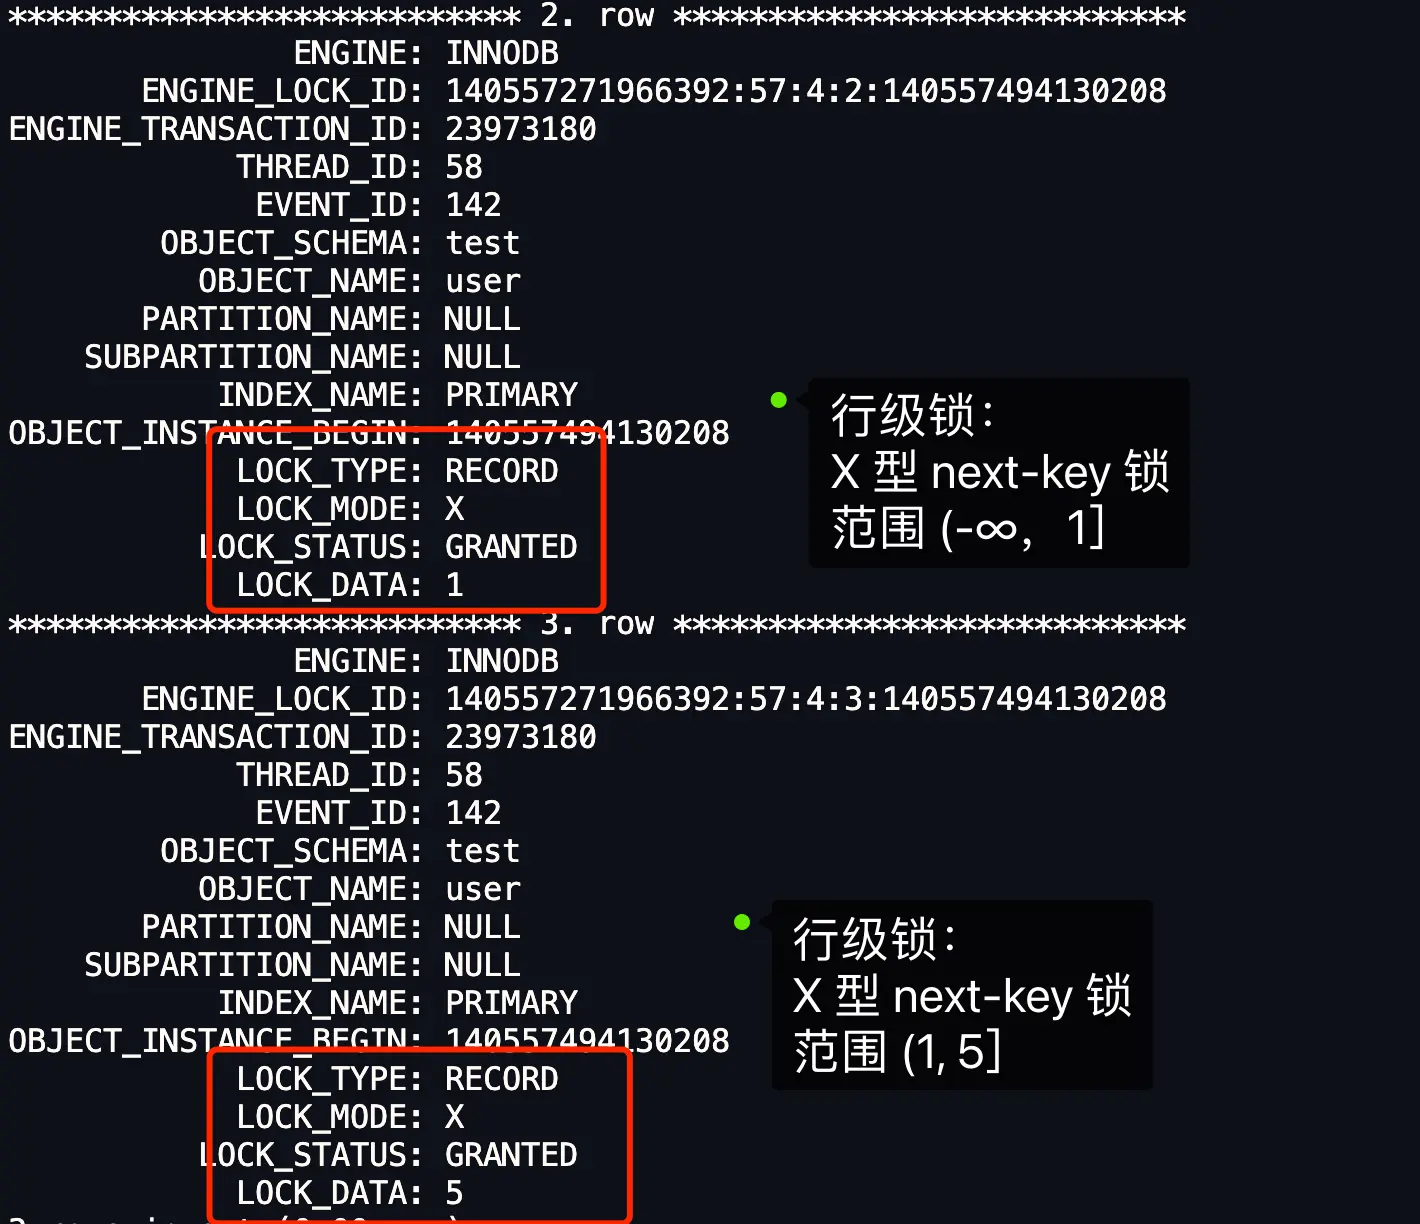 *************************** 2. row ***************************
ENGINE: INNODB
ENGINE_LOCK_ID: 140557271966392:57:4:2:140557494130208
ENGINE_TRANSACTION_ID: 23973180
THREAD_ID: 58
EVENT_ID: 142
OBJECT_SCHEMA: test
OBJECT_NAME: user
PARTITION_NAME: NULL
SUBPARTITION_NAME: NULL
INDEX_NAME: PRIMARY
OBJECT_INSTANCE_BEGIN: 140557494130208
LOCK_TYPE: RECORD
LOCK_MODE: X
LOCK_STATUS: GRANTED
LOCK_DATA: 1
行级锁：
X 型 next-key 锁
范围 (-∞， 1]
*************************** 3. row ***************************
ENGINE: INNODB
ENGINE_LOCK_ID: 140557271966392:57:4:3:140557494130208
ENGINE_TRANSACTION_ID: 23973180
THREAD_ID: 58
EVENT_ID: 142
OBJECT_SCHEMA: test
OBJECT_NAME: user
PARTITION_NAME: NULL
SUBPARTITION_NAME: NULL
INDEX_NAME: PRIMARY
OBJECT_INSTANCE_BEGIN: 140557494130208
LOCK_TYPE: RECORD
LOCK_MODE: X
LOCK_STATUS: GRANTED
LOCK_DATA: 5
行级锁：
X 型 next-key 锁
范围 (1, 5]